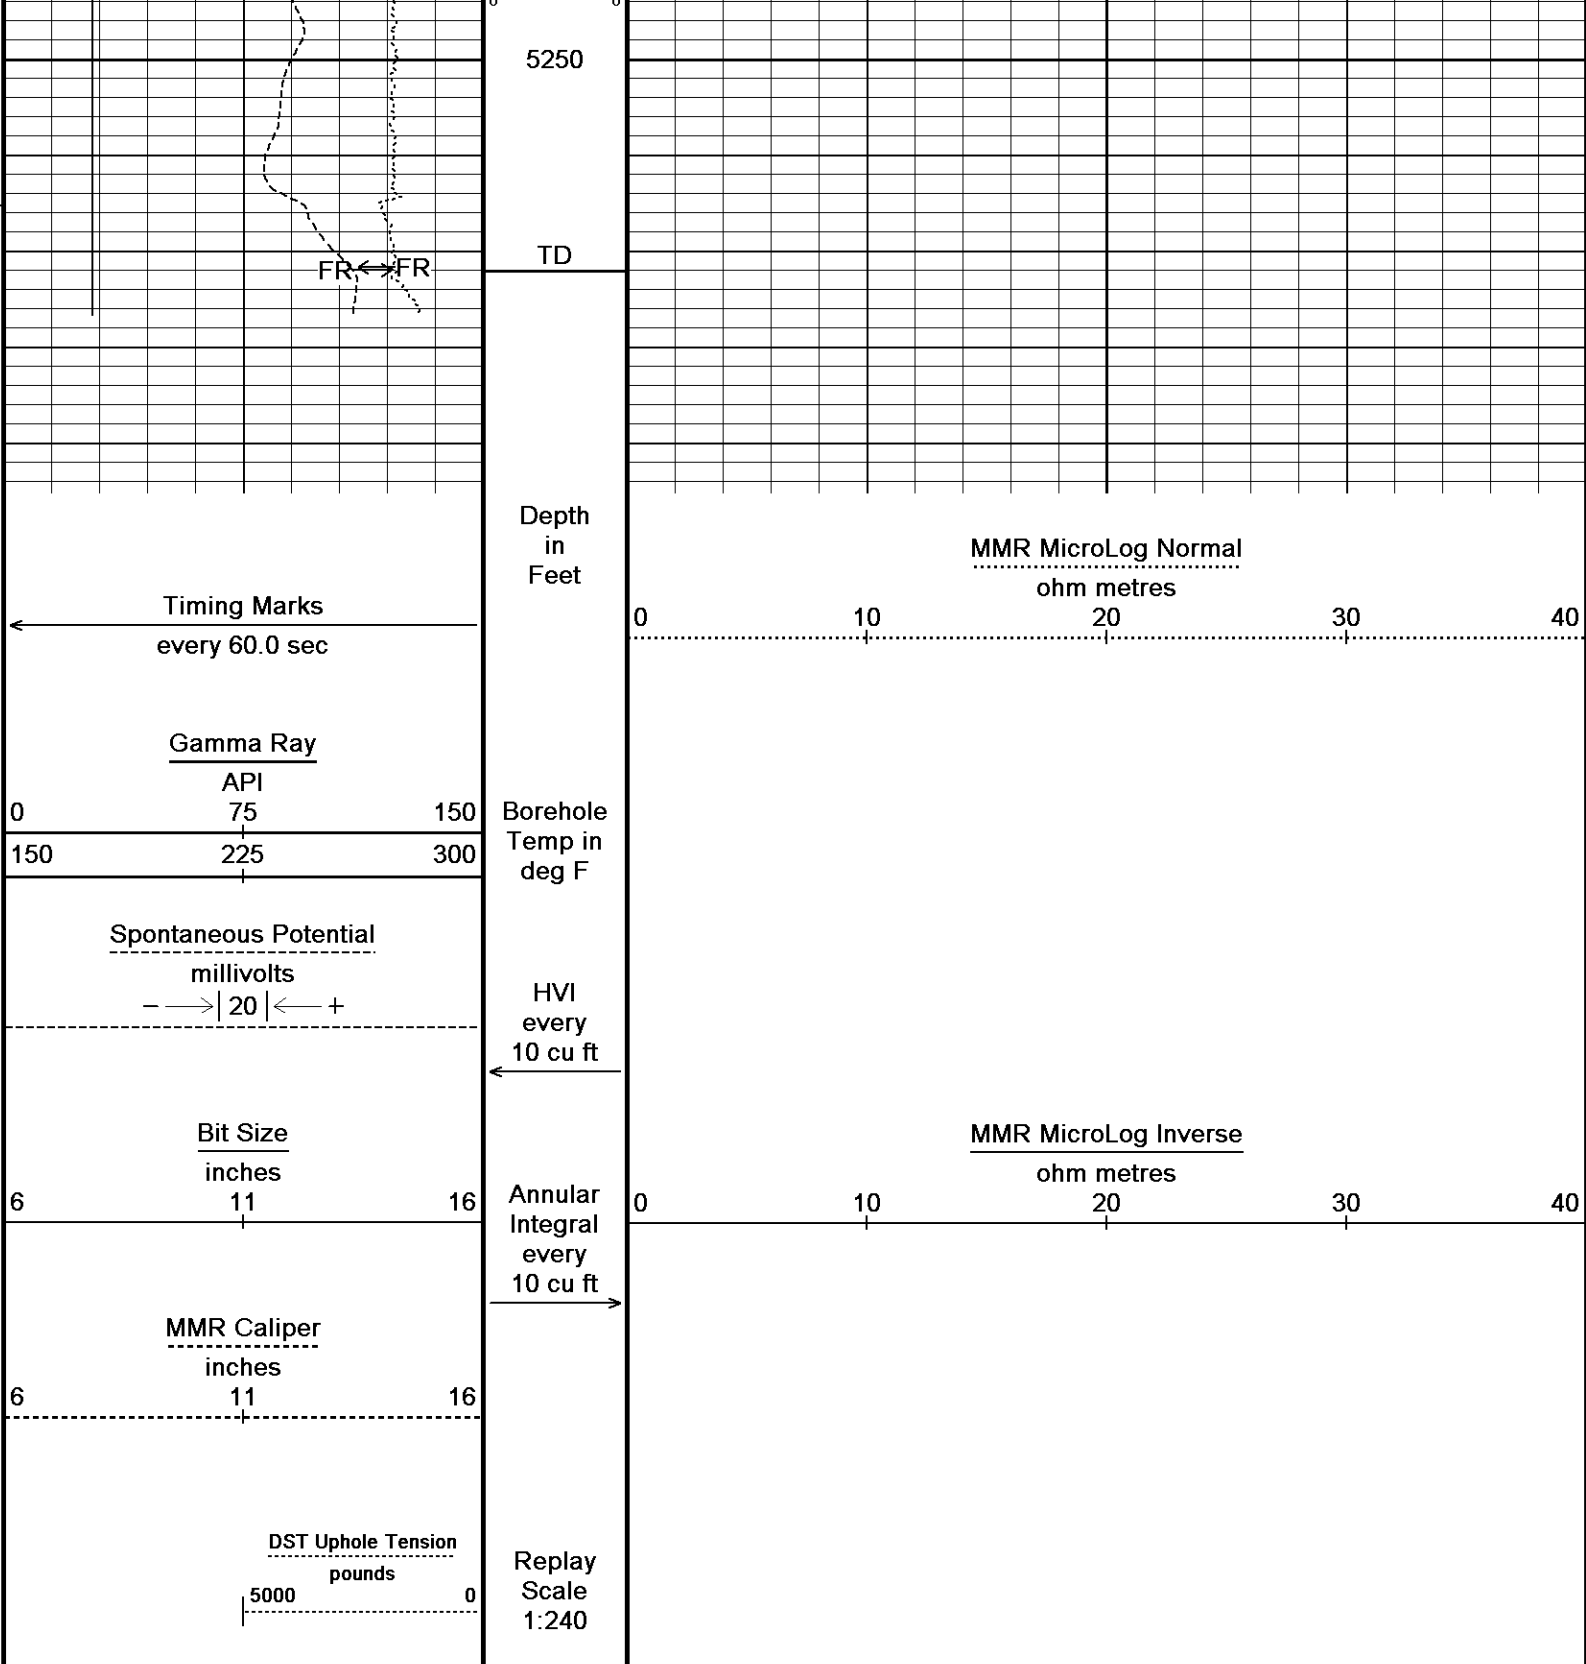 5250
TD
FR FR
Depth
in
Feet
MMR MicroLog Normal
ohm metres
0 10 20 30 40
Timing Marks
every 60.0 sec
Gamma Ray
API
0 75 150
150 225 300
Borehole
Temp in
deg F
Spontaneous Potential
millivolts
− 20 +
HVI
every
10 cu ft
Bit Size
inches
6 11 16
MMR MicroLog Inverse
ohm metres
0 10 20 30 40
Annular
Integral
every
10 cu ft
MMR Caliper
inches
6 11 16
DST Uphole Tension
pounds
5000 0
Replay
Scale
1:240